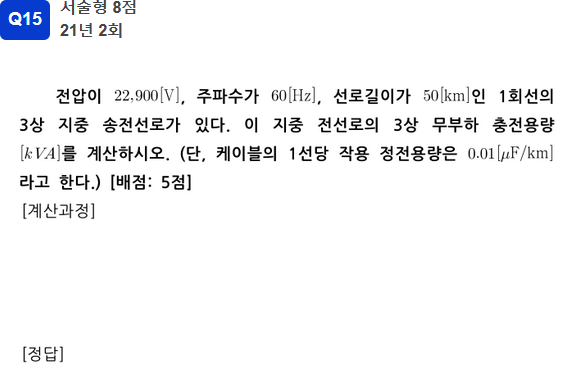 Q15
서술형 8점
21년 2회
전압이 22,900[V], 주파수가 60[Hz], 선로길이가 50[km]인 1회선의
3상 지중 송전선로가 있다. 이 지중 전선로의 3상 무부하 충전용량
[kVA]를 계산하시오. (단, 케이블의 1선당 작용 정전용량은 0.01[μF/km]
라고 한다.) [배점: 5점]
[계산과정]
[정답]